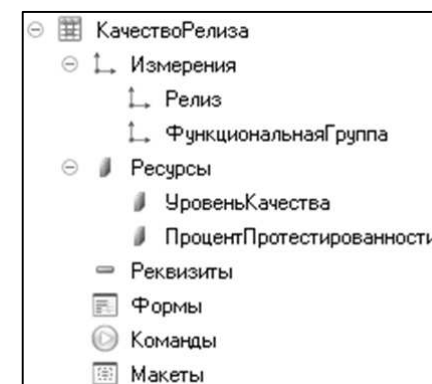 КачествоРелиза
Измерения
Релиз
ФункциональнаяГруппа
Ресурсы
УровеньКачества
ПроцентПротестированности
Реквизиты
Формы
Команды
Макеты